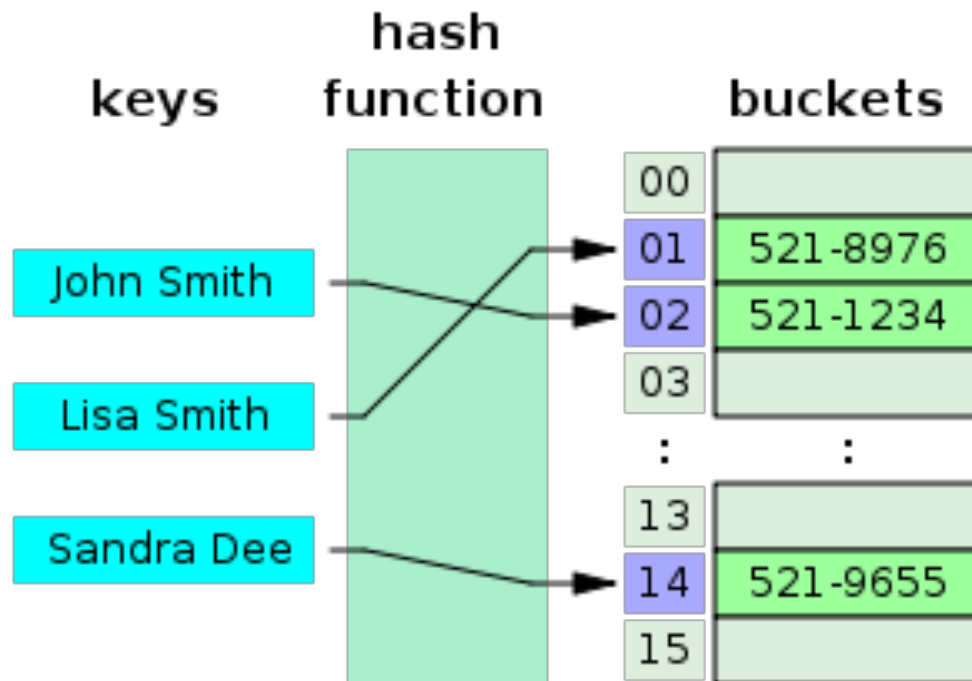 hash
keys function buckets
00
01 521-8976
John Smith
02 521-1234
03
Lisa Smith
: :
13
Sandra Dee
14 521-9655
15